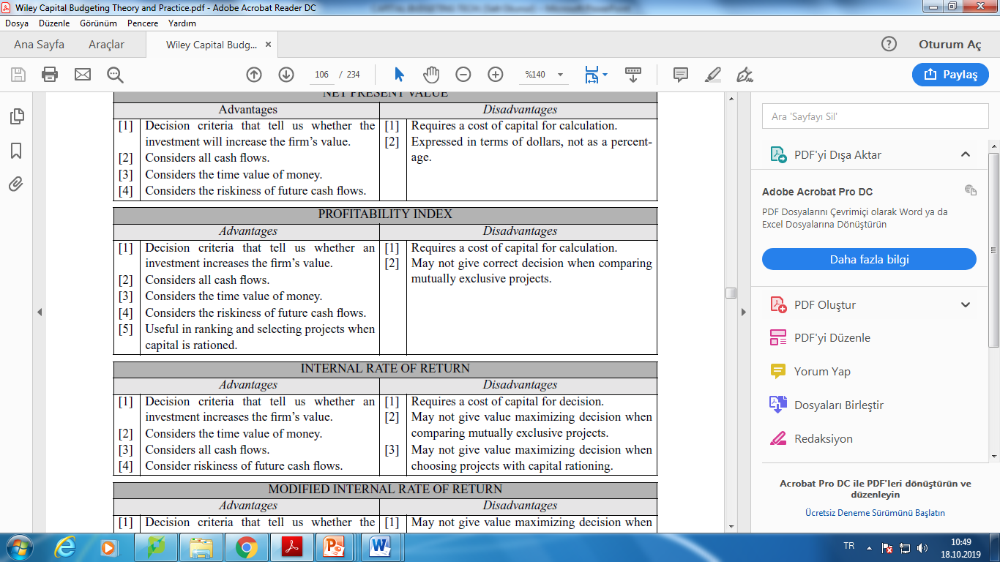 Wiley Capital Budgeting Theory and Practice.pdf - Adobe Acrobat Reader DC
Dosya Düzenle Görünüm Pencere Yardım
Ana Sayfa Araçlar Wiley Capital Budg... × Oturum Aç
106 / 234 %140 Paylaş
NET PRESENT VALUE
Advantages Disadvantages
[1] Decision criteria that tell us whether the [1] Requires a cost of capital for calculation.
investment will increase the firm's value. [2] Expressed in terms of dollars, not as a percent-
[2] Considers all cash flows. age.
[3] Considers the time value of money.
[4] Considers the riskiness of future cash flows.
PROFITABILITY INDEX
Advantages Disadvantages
[1] Decision criteria that tell us whether an [1] Requires a cost of capital for calculation.
investment increases the firm's value. [2] May not give correct decision when comparing
[2] Considers all cash flows. mutually exclusive projects.
[3] Considers the time value of money.
[4] Considers the riskiness of future cash flows.
[5] Useful in ranking and selecting projects when
capital is rationed.
INTERNAL RATE OF RETURN
Advantages Disadvantages
[1] Decision criteria that tell us whether an [1] Requires a cost of capital for decision.
investment increases the firm's value. [2] May not give value maximizing decision when
[2] Considers the time value of money. comparing mutually exclusive projects.
[3] Considers all cash flows. [3] May not give value maximizing decision when
[4] Consider riskiness of future cash flows. choosing projects with capital rationing.
MODIFIED INTERNAL RATE OF RETURN
Advantages Disadvantages
[1] Decision criteria that tell us whether the [1] May not give value maximizing decision when
Ara 'Sayfayı Sil'
PDF'yi Dışa Aktar
Adobe Acrobat Pro DC
PDF Dosyalarını Çevrimiçi olarak Word ya da
Excel Dosyalarına Dönüştürün
Daha fazla bilgi
PDF Oluştur
PDF'yi Düzenle
Yorum Yap
Dosyaları Birleştir
Redaksiyon
Acrobat Pro DC ile PDF'leri dönüştürün ve
düzenleyin
Ücretsiz Deneme Sürümünü Başlatın
TR 10:49
18.10.2019